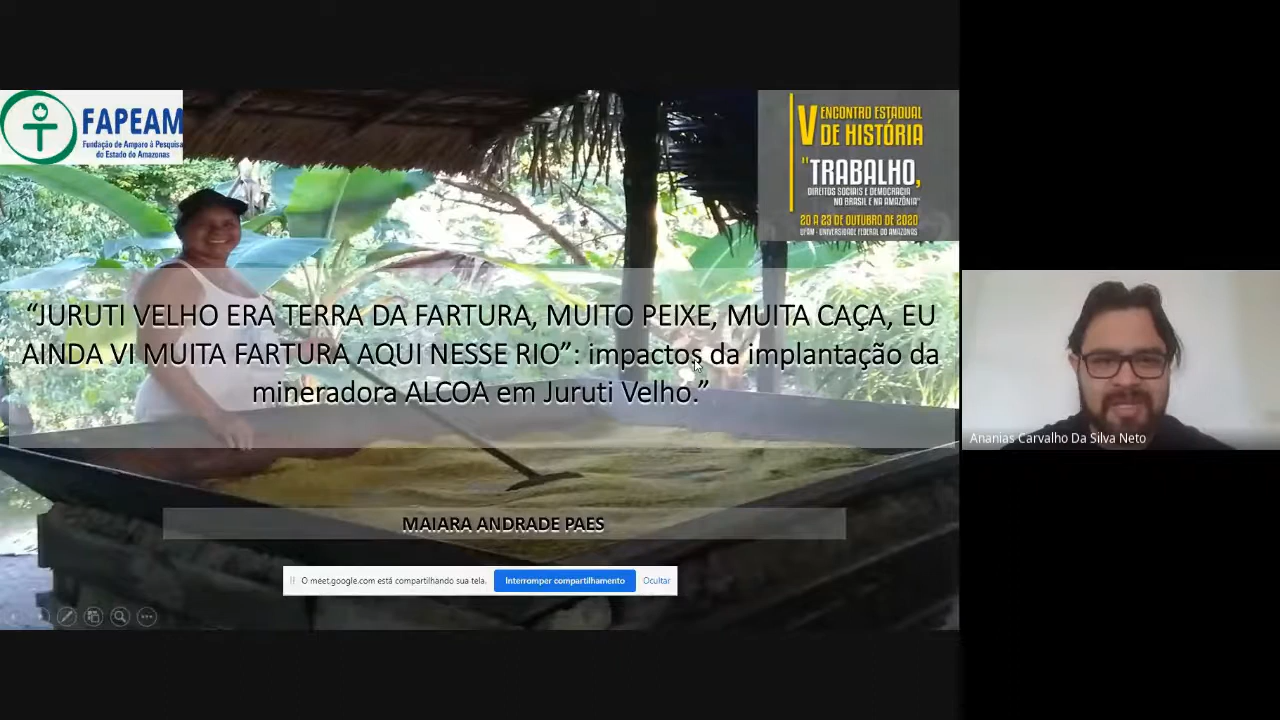 FAPEAM
Fundação de Amparo à Pesquisa
do Estado do Amazonas
V ENCONTRO ESTADUAL
DE HISTÓRIA
"TRABALHO,
DIREITOS SOCIAIS E DEMOCRACIA
NO BRASIL E NA AMAZÔNIA"
20 A 23 DE OUTUBRO DE 2020
UFAM - UNIVERSIDADE FEDERAL DO AMAZONAS
“JURUTI VELHO ERA TERRA DA FARTURA, MUITO PEIXE, MUITA CAÇA, EU
AINDA VI MUITA FARTURA AQUI NESSE RIO”: impactos da implantação da
mineradora ALCOA em Juruti Velho.”
MAIARA ANDRADE PAES
O meet.google.com está compartilhando sua tela.
Interromper compartilhamento
Ocultar
Ananias Carvalho Da Silva Neto